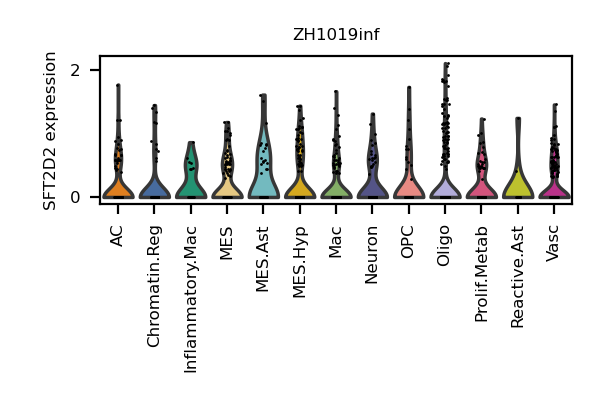 ZH1019inf
SFT2D2 expression
2
0
AC
Chromatin.Reg
Inflammatory.Mac
MES
MES.Ast
MES.Hyp
Mac
Neuron
OPC
Oligo
Prolif.Metab
Reactive.Ast
Vasc